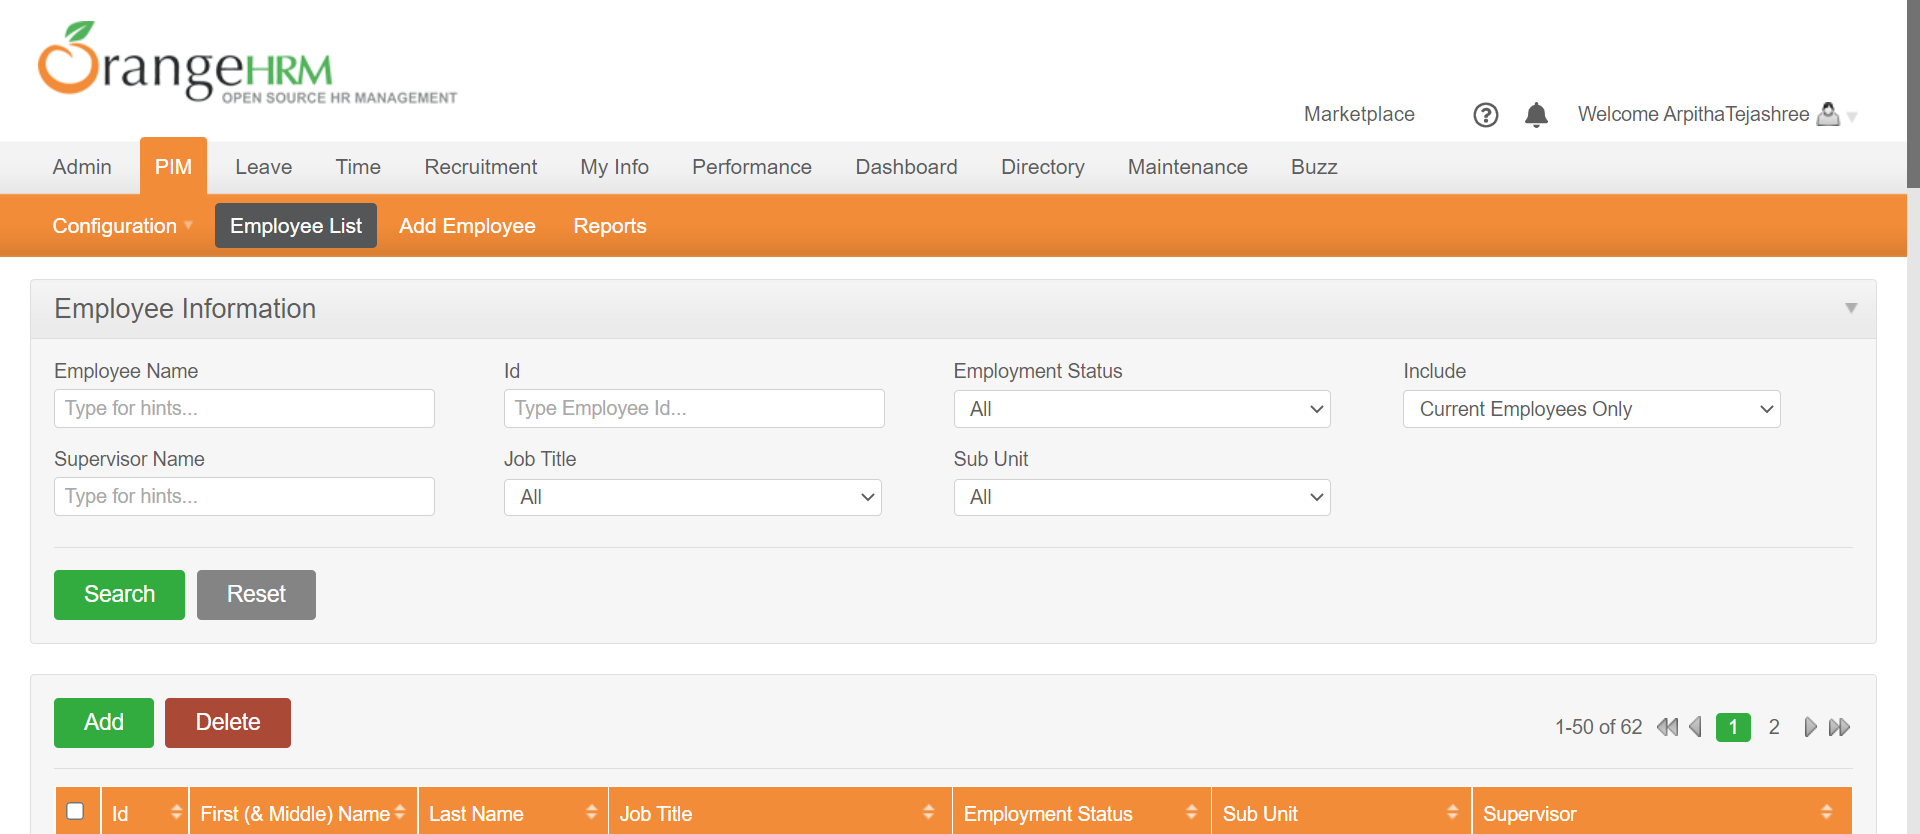 OrangeHRM
OPEN SOURCE HR MANAGEMENT
Marketplace ? Welcome ArpithaTejashree
Admin PIM Leave Time Recruitment My Info Performance Dashboard Directory Maintenance Buzz
Configuration Employee List Add Employee Reports
Employee Information
Employee Name Id Employment Status Include
Type for hints... Type Employee Id... All Current Employees Only
Supervisor Name Job Title Sub Unit
Type for hints... All All
Search Reset
Add Delete 1-50 of 62 1 2
Id First (& Middle) Name Last Name Job Title Employment Status Sub Unit Supervisor